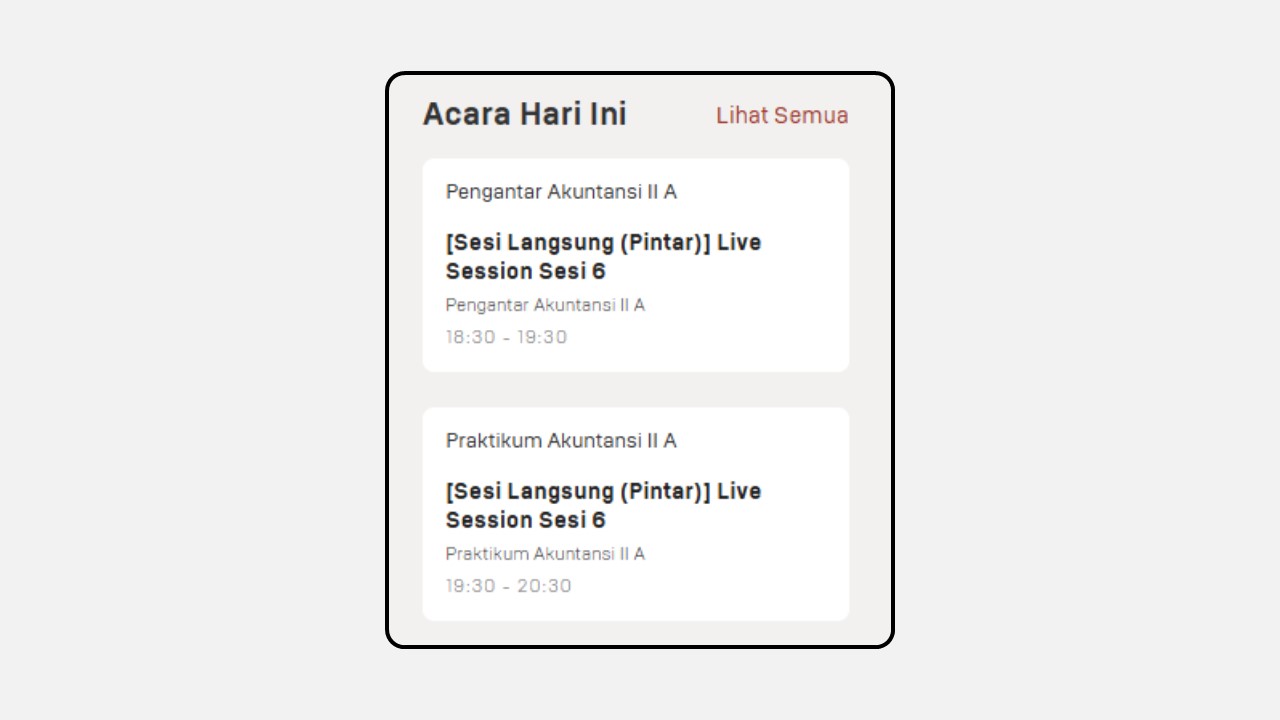 Acara Hari Ini
Lihat Semua
Pengantar Akuntansi II A
[Sesi Langsung (Pintar)] Live
Session Sesi 6
Pengantar Akuntansi II A
18:30 - 19:30
Praktikum Akuntansi II A
[Sesi Langsung (Pintar)] Live
Session Sesi 6
Praktikum Akuntansi II A
19:30 - 20:30